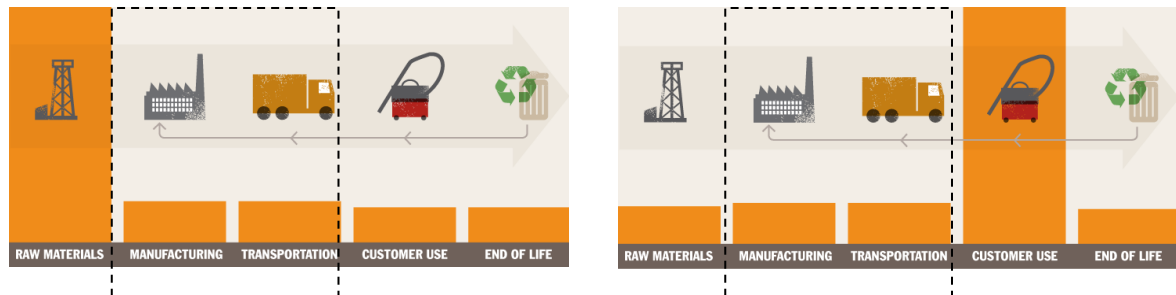 RAW MATERIALS MANUFACTURING TRANSPORTATION CUSTOMER USE END OF LIFE
RAW MATERIALS MANUFACTURING TRANSPORTATION CUSTOMER USE END OF LIFE